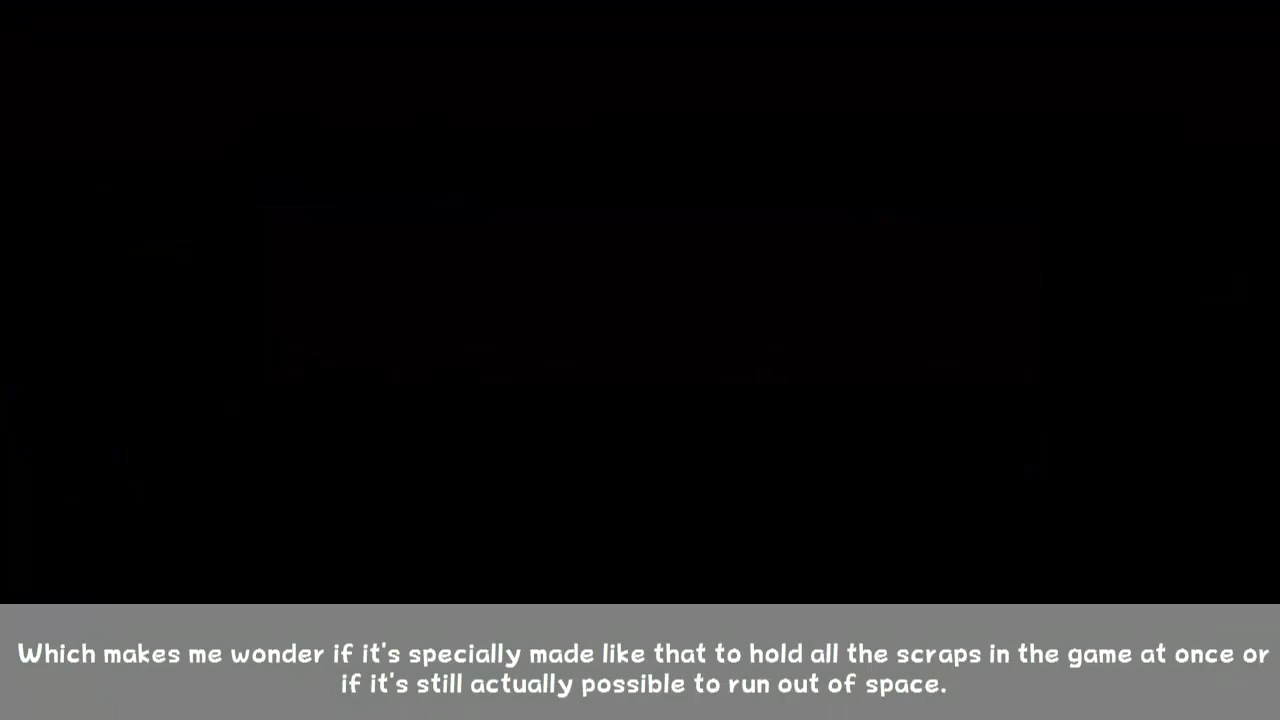 Which makes me wonder if it's specially made like that to hold all the scraps in the game at once or
if it's still actually possible to run out of space.